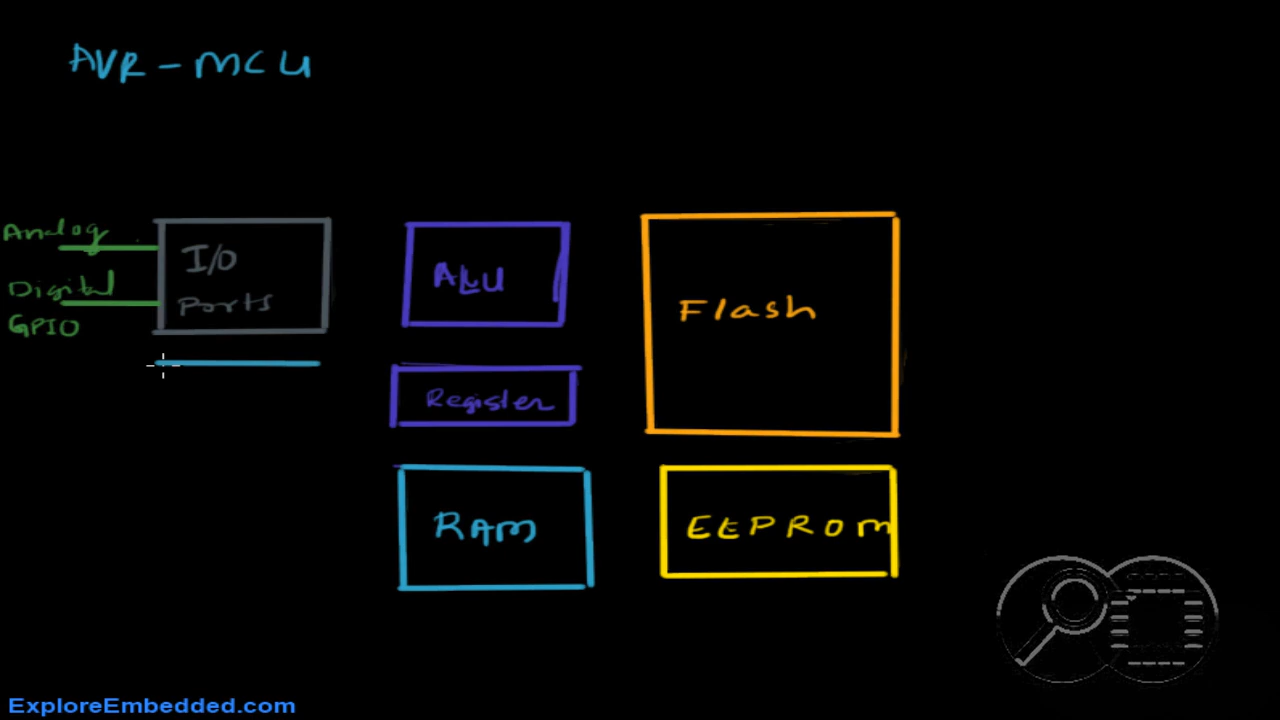 AVR - MCU
Analog
Digital
GPIO
I/O
Ports
ALU
Register
RAM
Flash
EEPROM
ExploreEmbedded.com